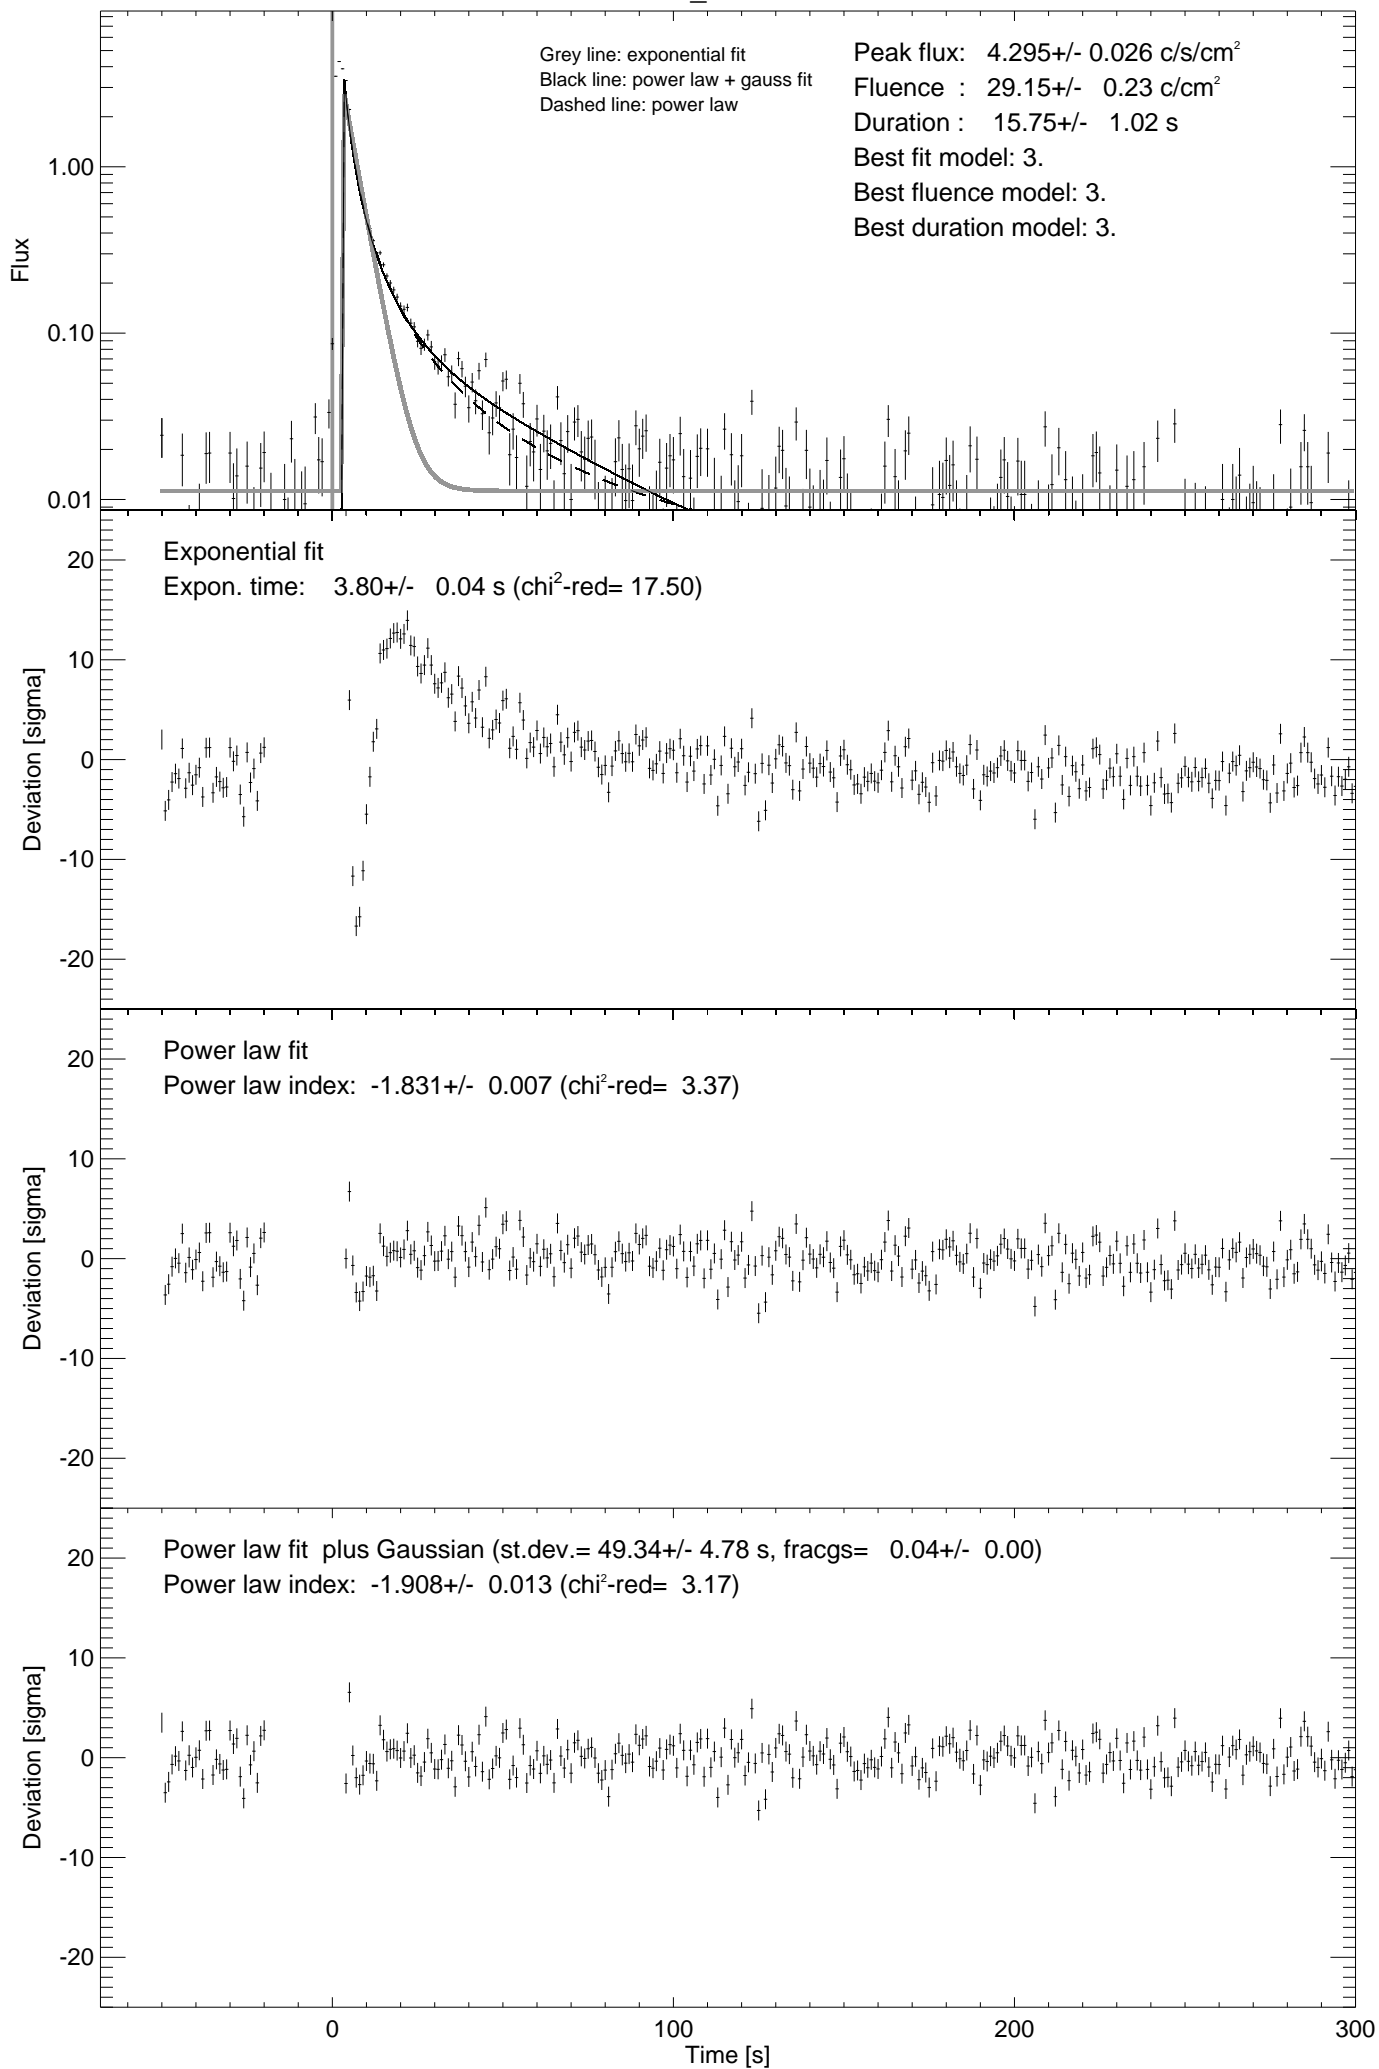 _
Grey line: exponential fit
Black line: power law + gauss fit
Dashed line: power law
Peak flux: 4.295+/- 0.026 c/s/cm²
Fluence : 29.15+/- 0.23 c/cm²
Duration : 15.75+/- 1.02 s
Best fit model: 3.
Best fluence model: 3.
Best duration model: 3.
Flux
1.00
0.10
0.01
Exponential fit
Expon. time: 3.80+/- 0.04 s (chi²-red= 17.50)
Deviation [sigma]
20
10
0
-10
-20
Power law fit
Power law index: -1.831+/- 0.007 (chi²-red= 3.37)
Deviation [sigma]
20
10
0
-10
-20
Power law fit plus Gaussian (st.dev.= 49.34+/- 4.78 s, fracgs= 0.04+/- 0.00)
Power law index: -1.908+/- 0.013 (chi²-red= 3.17)
Deviation [sigma]
20
10
0
-10
-20
0 100 200 300
Time [s]